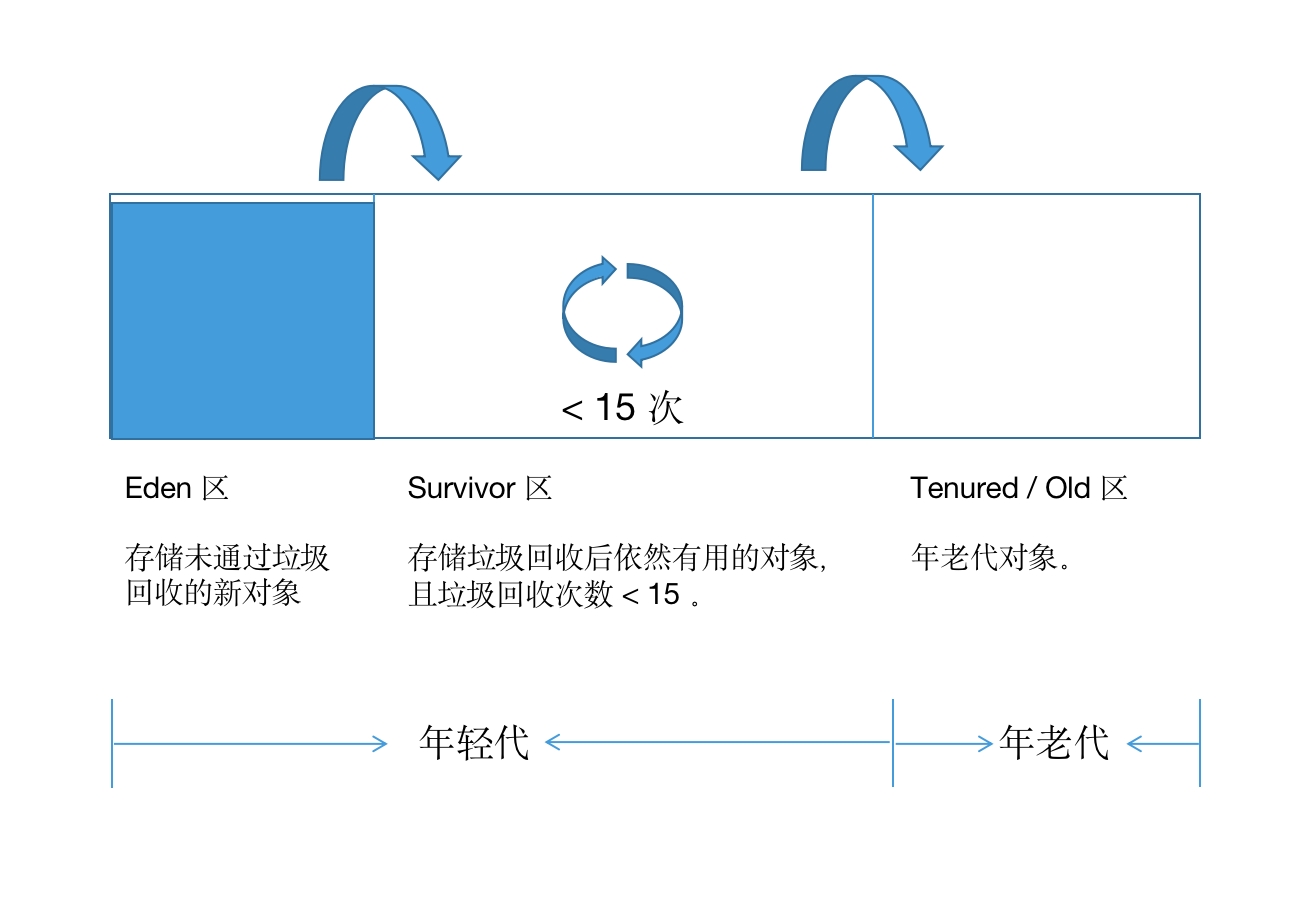 < 15 次
Eden 区
Survivor 区
Tenured / Old 区
存储未通过垃圾
回收的新对象
存储垃圾回收后依然有用的对象,
且垃圾回收次数 < 15 。
年老代对象。
年轻代
年老代